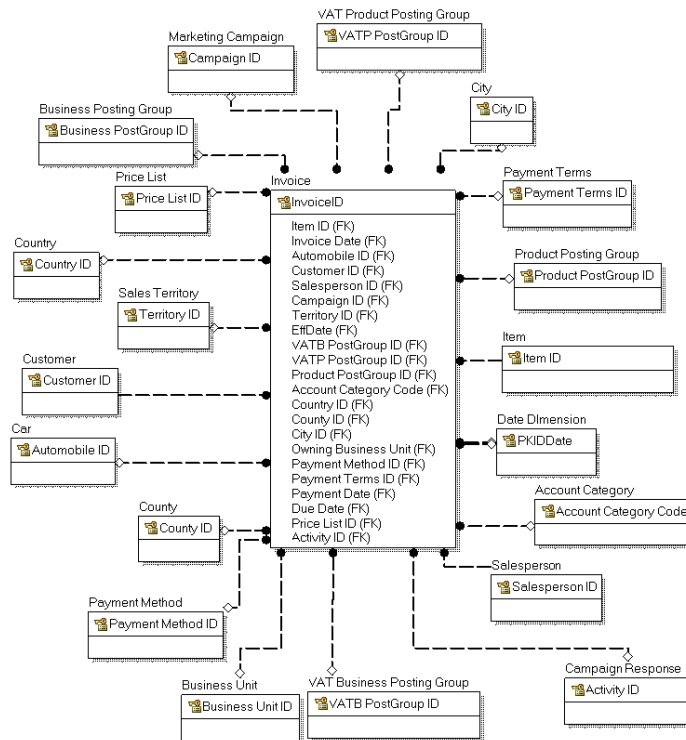 VAT Product Posting Group
VATP PostGroup ID
Marketing Campaign
Campaign ID
City
City ID
Business Posting Group
Business PostGroup ID
Price List
Price List ID
Payment Terms
Payment Terms ID
Country
Country ID
Product Posting Group
Product PostGroup ID
Sales Territory
Territory ID
Item
Item ID
Customer
Customer ID
Car
Automobile ID
Date DImension
PKIDDate
County
County ID
Account Category
Account Category Code
Invoice
InvoiceID
Item ID (FK)
Invoice Date (FK)
Automobile ID (FK)
Customer ID (FK)
Salesperson ID (FK)
Campaign ID (FK)
Territory ID (FK)
EffDate (FK)
VATB PostGroup ID (FK)
VATP PostGroup ID (FK)
Product PostGroup ID (FK)
Account Category Code (FK)
Country ID (FK)
County ID (FK)
City ID (FK)
Owning Business Unit (FK)
Payment Method ID (FK)
Payment Terms ID (FK)
Payment Date (FK)
Due Date (FK)
Price List ID (FK)
Activity ID (FK)
Salesperson
Salesperson ID
Payment Method
Payment Method ID
Business Unit
Business Unit ID
VAT Business Posting Group
VATB PostGroup ID
Campaign Response
Activity ID